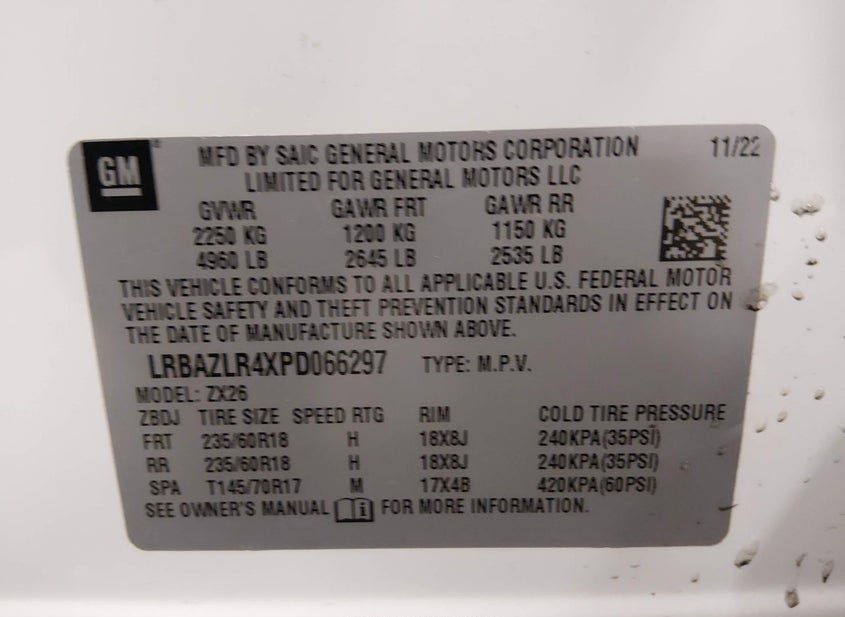 GM
MFD BY SAIC GENERAL MOTORS CORPORATION 11/22
LIMITED FOR GENERAL MOTORS LLC
GVWR GAWR FRT GAWR RR
2250 KG 1200 KG 1150 KG
4960 LB 2645 LB 2535 LB
THIS VEHICLE CONFORMS TO ALL APPLICABLE U.S. FEDERAL MOTOR
VEHICLE SAFETY AND THEFT PREVENTION STANDARDS IN EFFECT ON
THE DATE OF MANUFACTURE SHOWN ABOVE.
LRBAZLR4XPD066297 TYPE: M.P.V.
MODEL: ZX26
ZBDJ TIRE SIZE SPEED RTG RIM COLD TIRE PRESSURE
FRT 235/60R18 H 18X8J 240KPA(35PSI)
RR 235/60R18 H 18X8J 240KPA(35PSI)
SPA T145/70R17 M 17X4B 420KPA(60PSI)
SEE OWNER'S MANUAL FOR MORE INFORMATION.